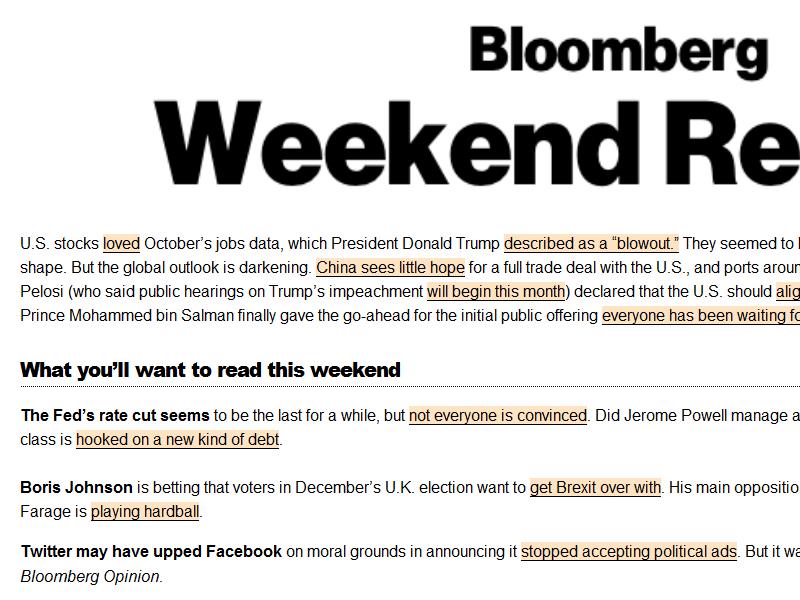 Bloomberg
Weekend Re
U.S. stocks loved October’s jobs data, which President Donald Trump described as a “blowout.” They seemed to
shape. But the global outlook is darkening. China sees little hope for a full trade deal with the U.S., and ports aroun
Pelosi (who said public hearings on Trump’s impeachment will begin this month) declared that the U.S. should alig
Prince Mohammed bin Salman finally gave the go-ahead for the initial public offering everyone has been waiting fo
What you’ll want to read this weekend
The Fed’s rate cut seems to be the last for a while, but not everyone is convinced. Did Jerome Powell manage a
class is hooked on a new kind of debt.
Boris Johnson is betting that voters in December’s U.K. election want to get Brexit over with. His main oppositio
Farage is playing hardball.
Twitter may have upped Facebook on moral grounds in announcing it stopped accepting political ads. But it wa
Bloomberg Opinion.